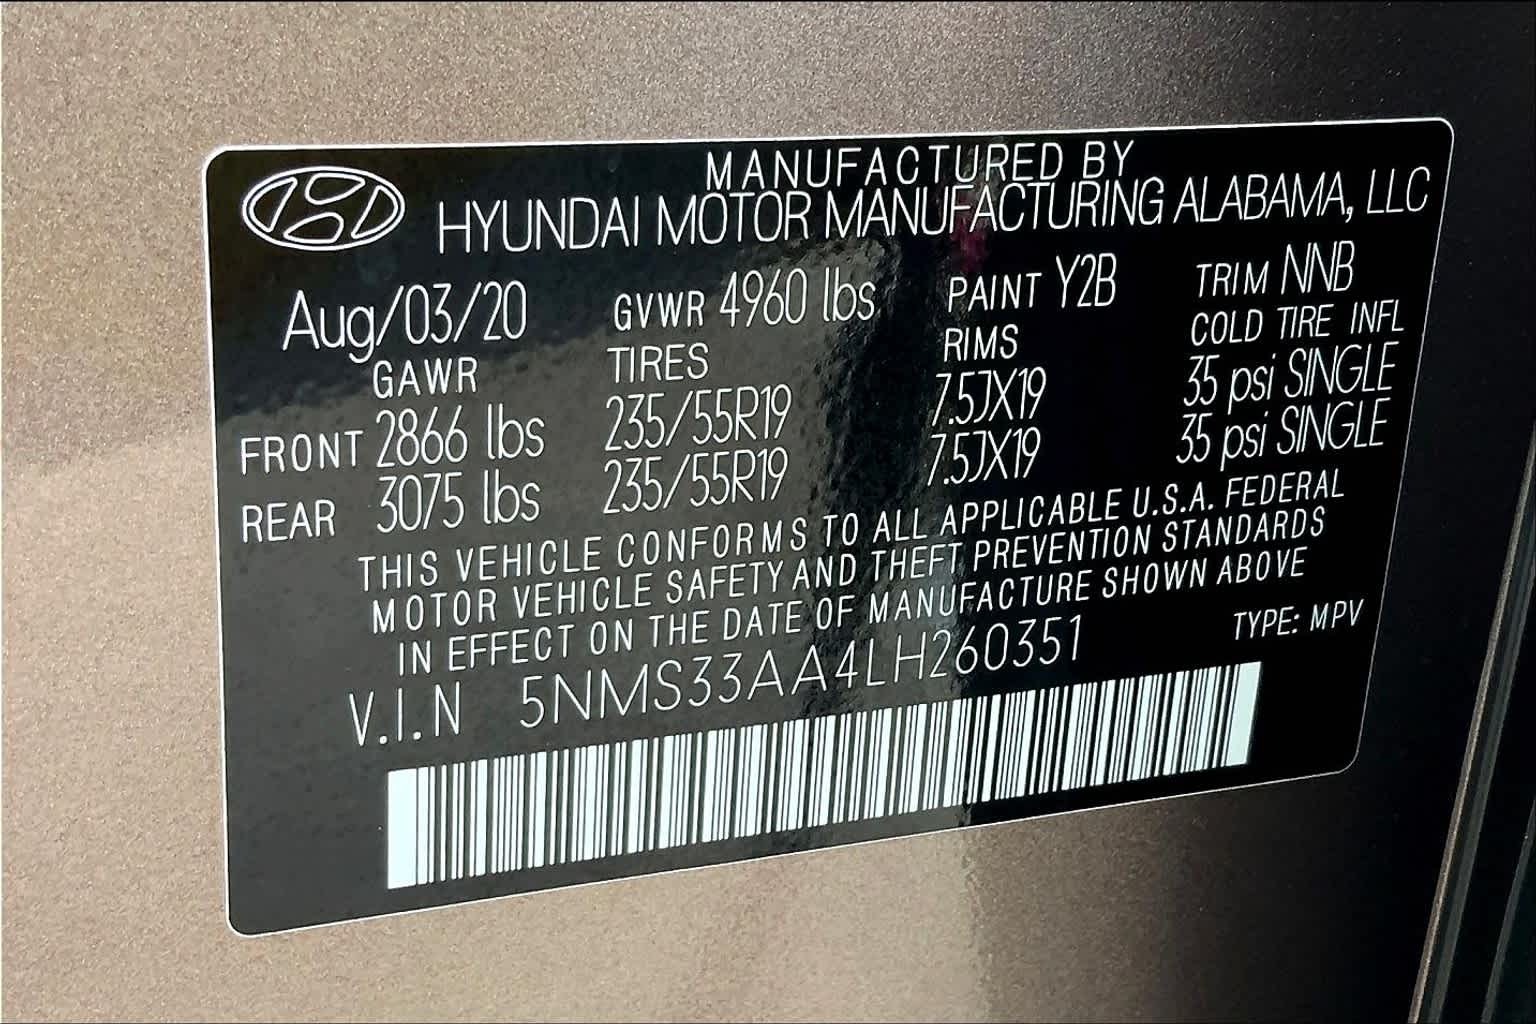 MANUFACTURED BY
HYUNDAI MOTOR MANUFACTURING ALABAMA, LLC
Aug/03/20 GVWR 4960 lbs PAINT Y2B TRIM NNB
GAWR TIRES RIMS COLD TIRE INFL
FRONT 2866 lbs 235/55R19 7.5JX19 35 psi SINGLE
REAR 3075 lbs 235/55R19 7.5JX19 35 psi SINGLE
THIS VEHICLE CONFORMS TO ALL APPLICABLE U.S.A. FEDERAL
MOTOR VEHICLE SAFETY AND THEFT PREVENTION STANDARDS
IN EFFECT ON THE DATE OF MANUFACTURE SHOWN ABOVE
V.I.N 5NMS33AA4LH260351 TYPE: MPV